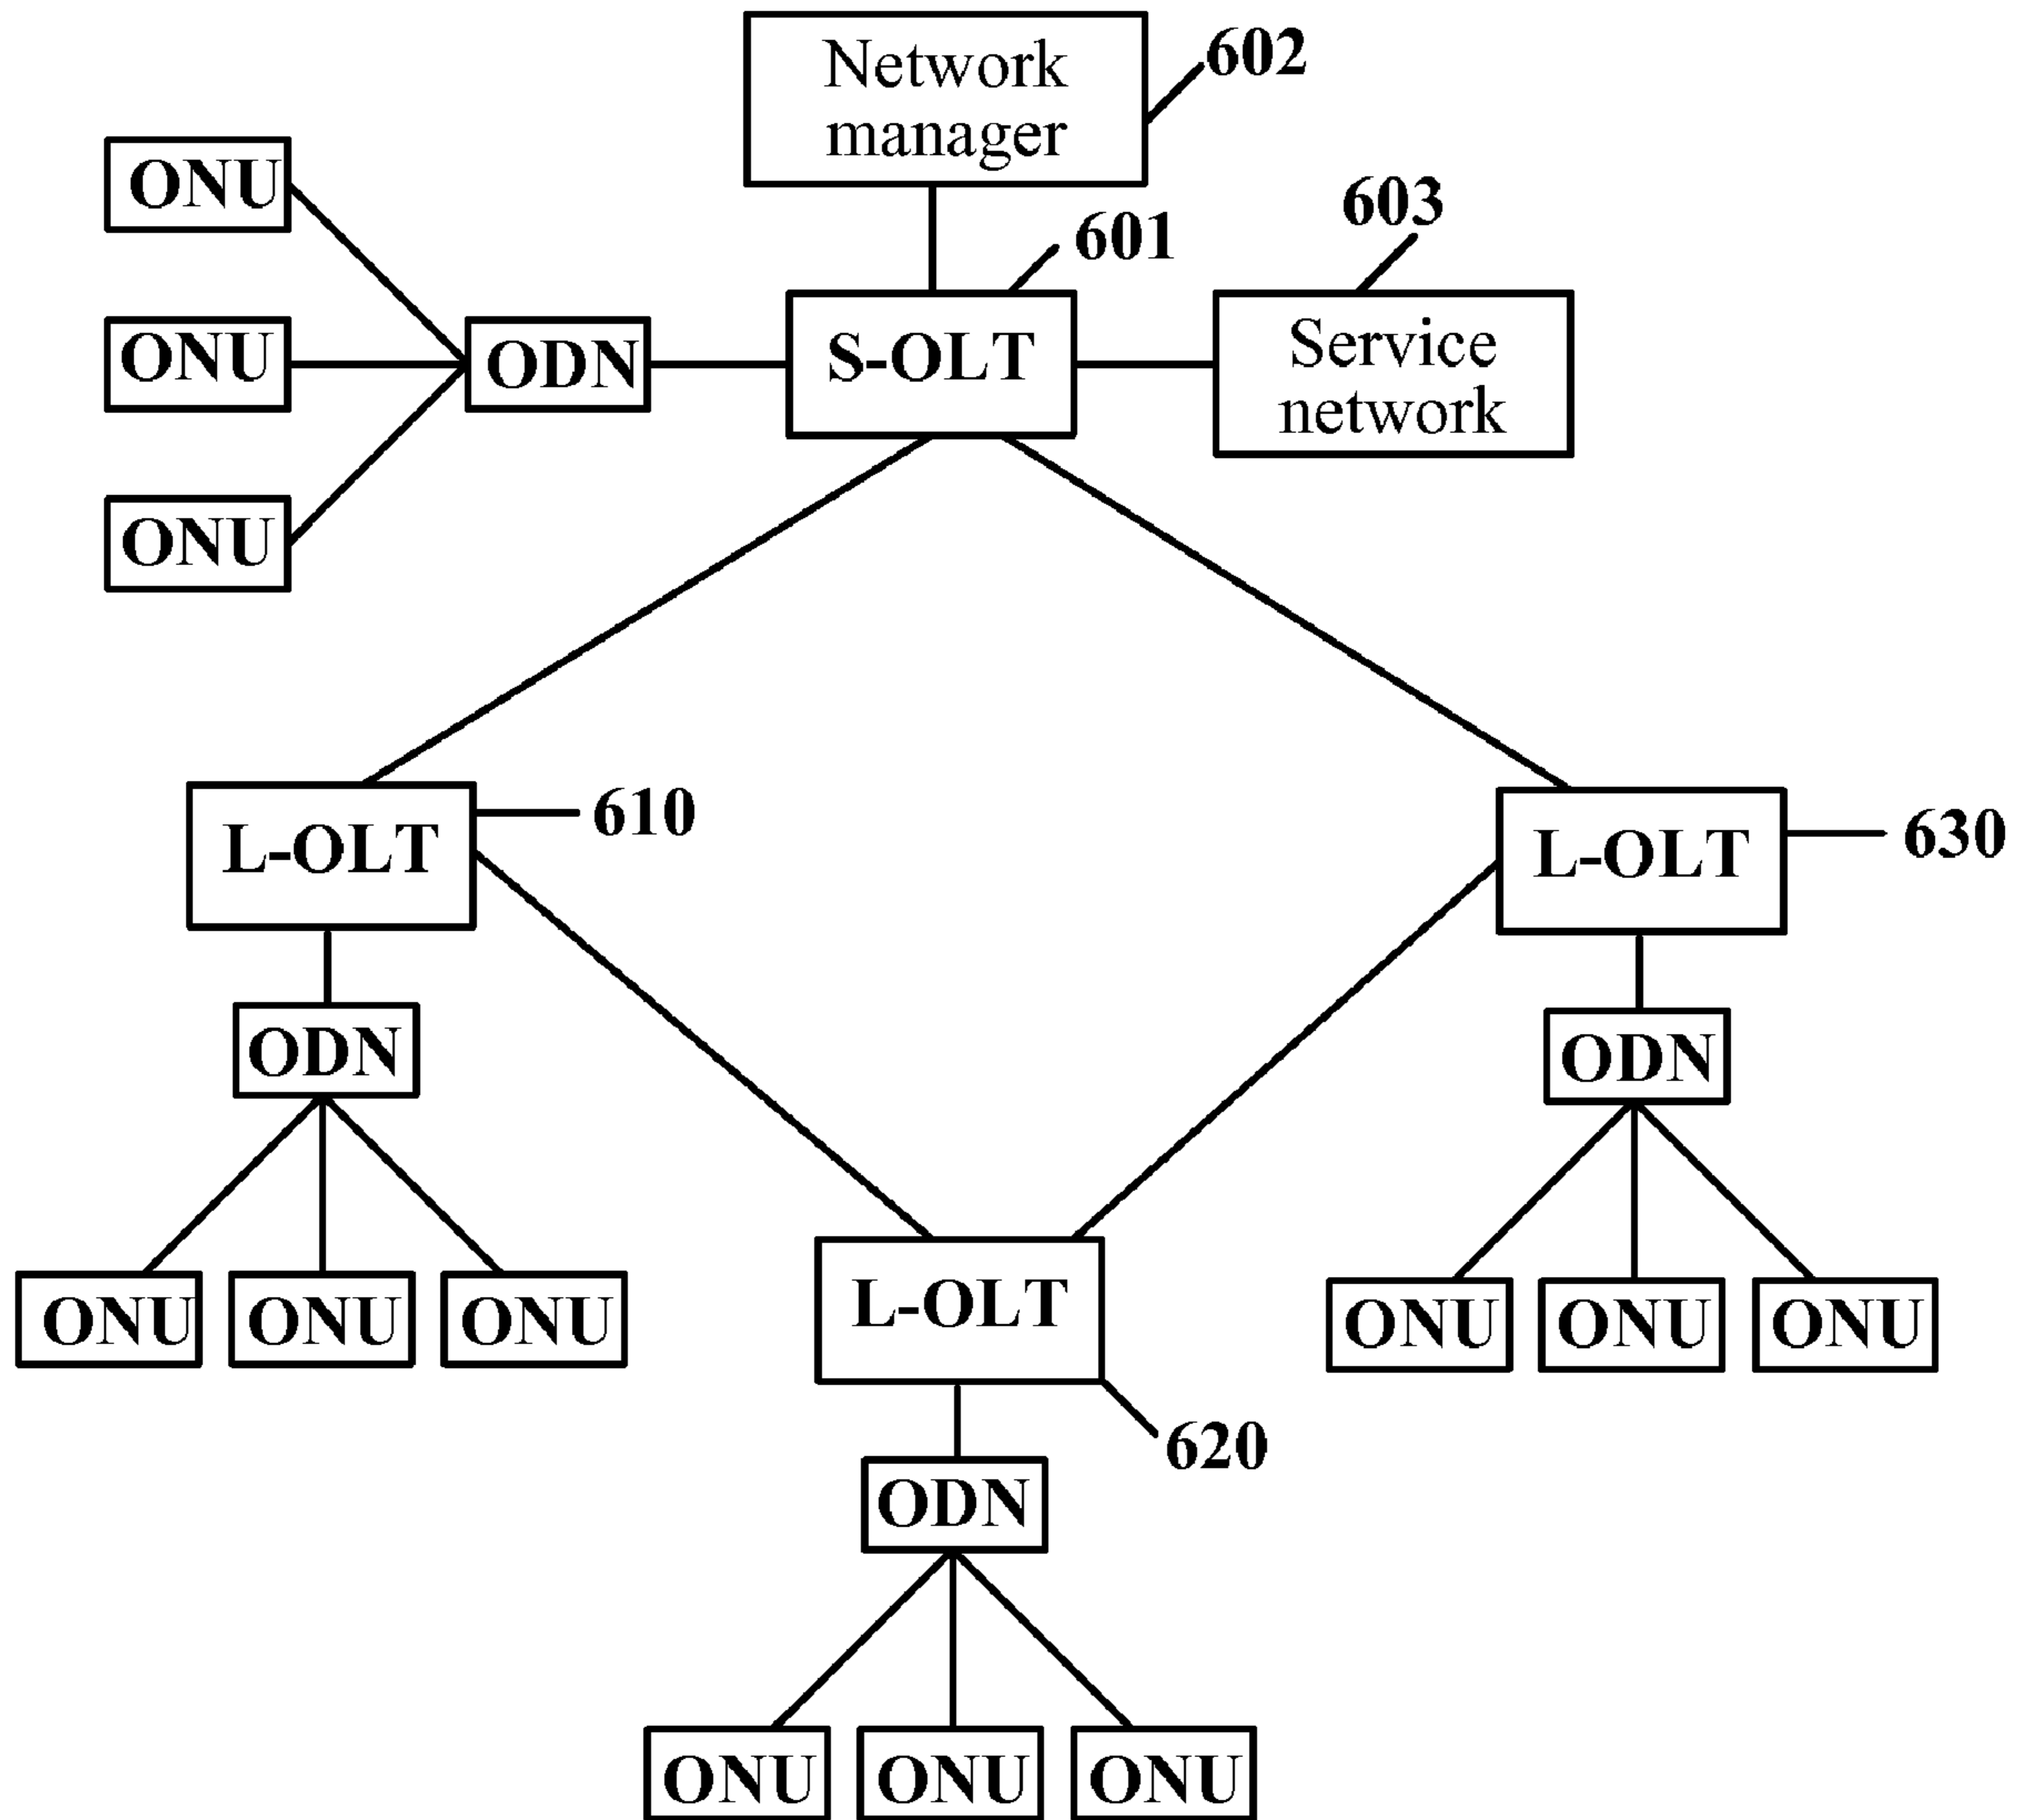 Network
manager
602
ONU
601
603
ONU
ODN
S-OLT
Service
network
ONU
L-OLT
610
L-OLT
630
ODN
ODN
ONU
ONU
ONU
L-OLT
ONU
ONU
ONU
620
ODN
ONU
ONU
ONU